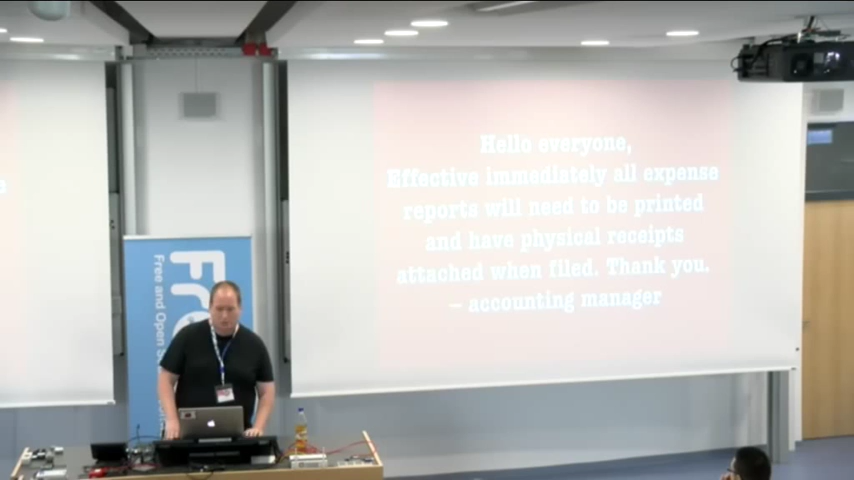 Hello everyone,
Effective immediately all expense
reports will need to be printed
and have physical receipts
attached when filed. Thank you.
— accounting manager
Fr
Free and Open S